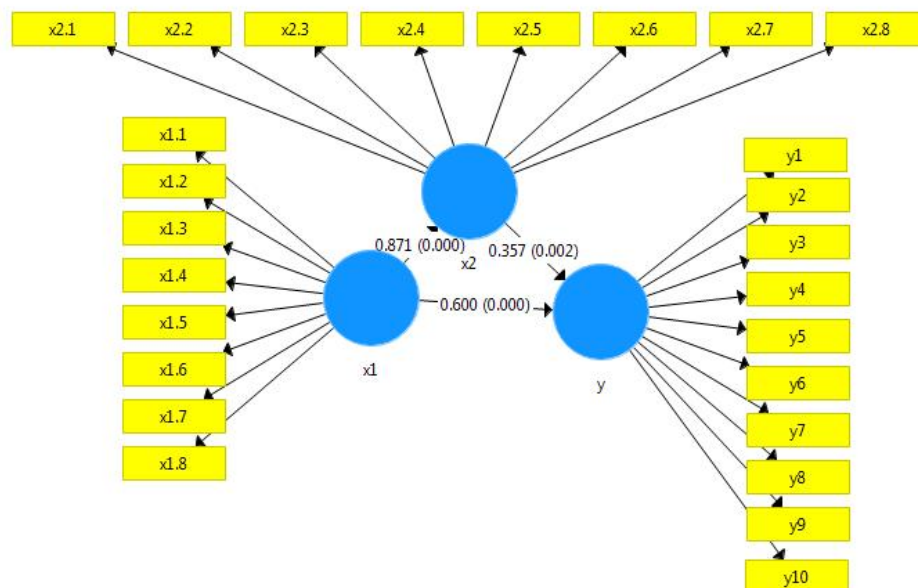 x2.1
x2.2
x2.3
x2.4
x2.5
x2.6
x2.7
x2.8
x1.1
x1.2
x1.3
x1.4
x1.5
x1.6
x1.7
x1.8
0.871 (0.000)
x2
0.357 (0.002)
0.600 (0.000)
x1
y
y1
y2
y3
y4
y5
y6
y7
y8
y9
y10